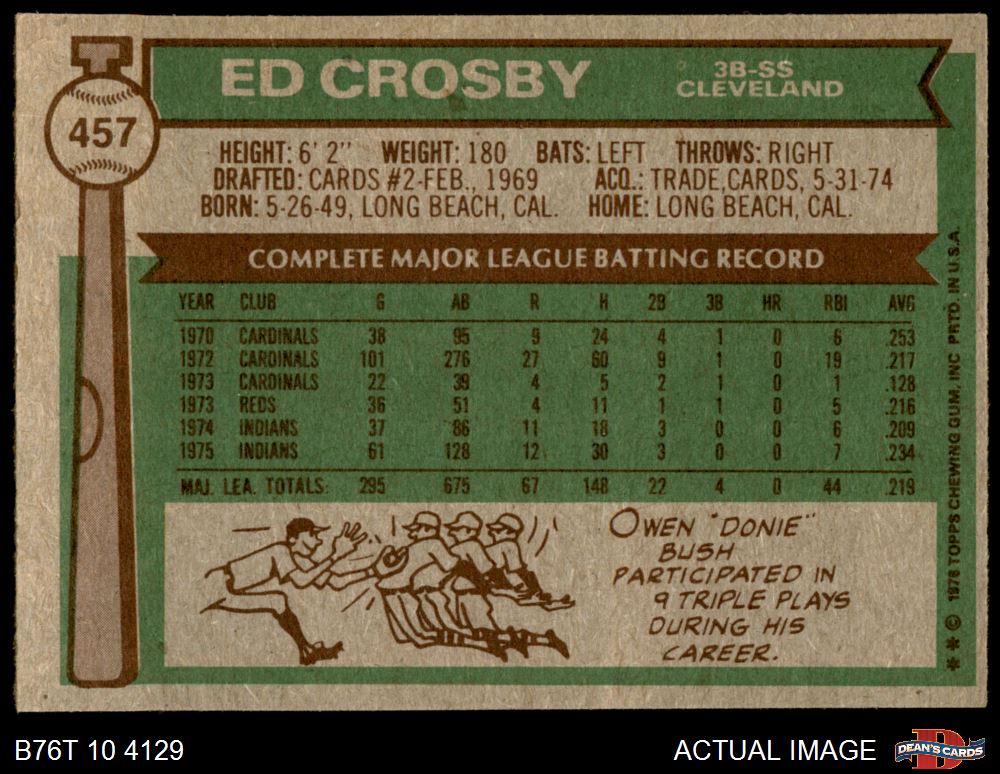 457
ED CROSBY
3B-SS
CLEVELAND
HEIGHT: 6' 2" WEIGHT: 180 BATS: LEFT THROWS: RIGHT
DRAFTED: CARDS #2-FEB., 1969 ACQ.: TRADE,CARDS, 5-31-74
BORN: 5-26-49, LONG BEACH, CAL. HOME: LONG BEACH, CAL.
COMPLETE MAJOR LEAGUE BATTING RECORD
YEAR CLUB G AB R H 2B 3B HR RBI AVG
1970 CARDINALS 38 95 9 24 4 1 0 6 .253
1972 CARDINALS 101 276 27 60 9 1 0 19 .217
1973 CARDINALS 22 39 4 5 2 1 0 1 .128
1973 REDS 36 51 4 11 1 1 0 5 .216
1974 INDIANS 37 86 11 18 3 0 0 6 .209
1975 INDIANS 61 128 12 30 3 0 0 7 .234
MAJ. LEA. TOTALS: 295 675 67 148 22 4 0 44 .219
OWEN "DONIE"
BUSH
PARTICIPATED IN
9 TRIPLE PLAYS
DURING HIS
CAREER.
* * © 1976 TOPPS CHEWING GUM, INC PRTD. IN U.S.A.
B76T 10 4129
ACTUAL IMAGE
D
DEAN'S CARDS